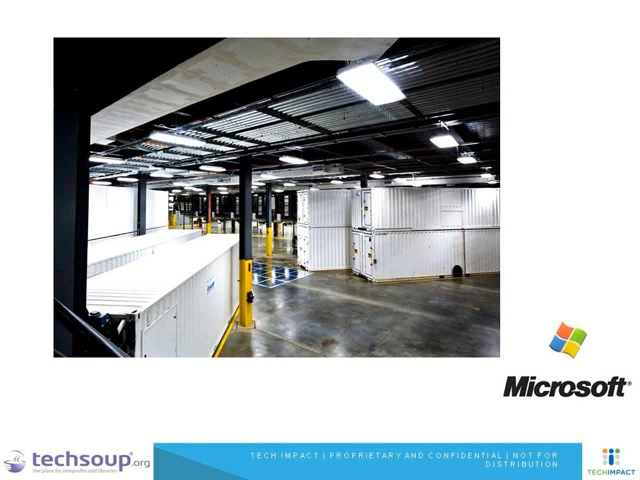 Microsoft®
techsoup.org
the place for nonprofits and libraries
TECH IMPACT | PROPRIETARY AND CONFIDENTIAL | NOT FOR
DISTRIBUTION
TECHIMPACT